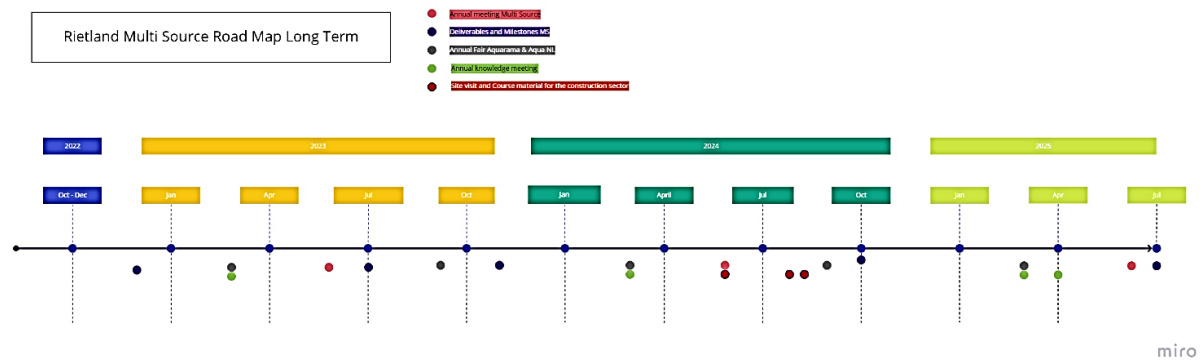 Rietland Multi Source Road Map Long Term
Annual meeting Multi Source
Deliverables and Milestones MS
Annual Fair Aquarama & Aqua NL
Annual knowledge meeting
Site visit and Course material for the construction sector
2022
2023
2024
2025
Oct - Dec
Jan
Apr
Jul
Oct
Jan
April
Jul
Oct
Jan
Apr
Jul
miro